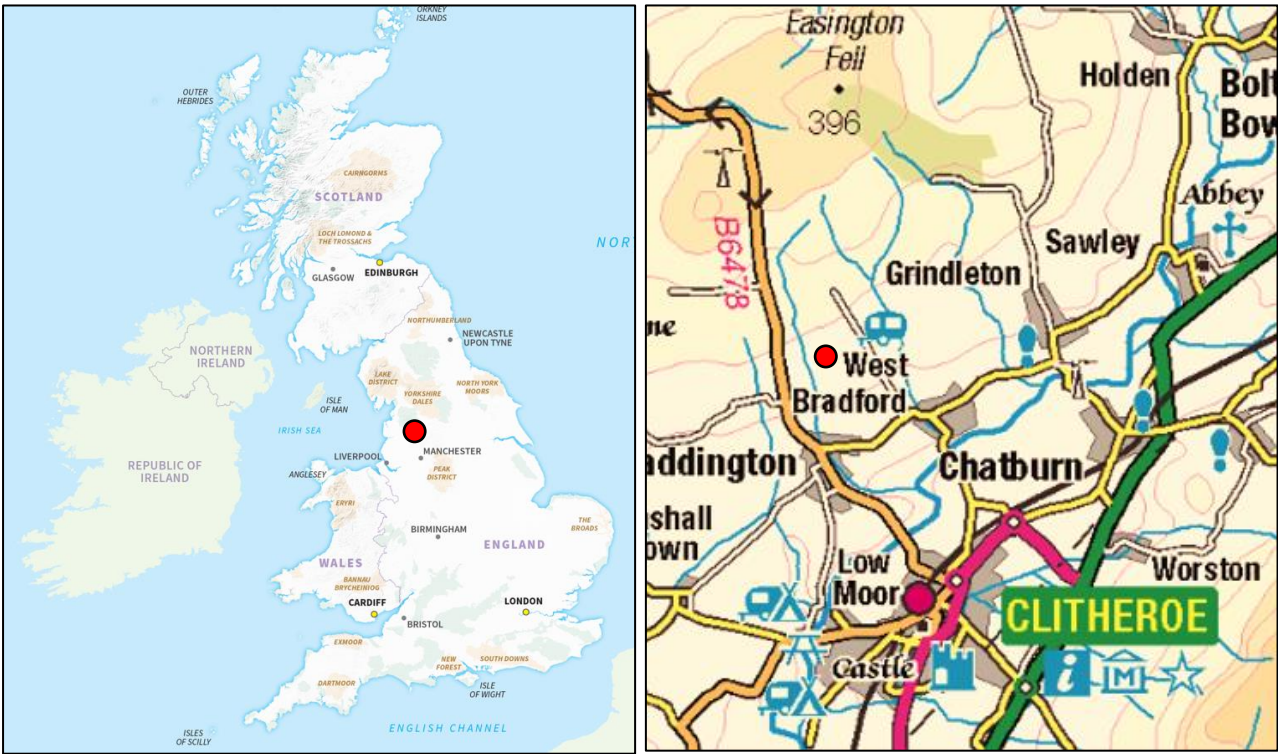 ORKNEY
ISLANDS
OUTER
HEBRIDES
CAIRNGORMS
SCOTLAND
LOCH LOMOND &
THE TROSSACHS
NOR
GLASGOW
EDINBURGH
NORTHUMBERLAND
NORTHERN
IRELAND
NEWCASTLE
UPON TYNE
LAKE
DISTRICT
YORKSHIRE
DALES
NORTH YORK
MOORS
ISLE
OF MAN
IRISH SEA
REPUBLIC OF
IRELAND
LIVERPOOL
MANCHESTER
ANGLESEY
PEAK
DISTRICT
ERYRI
BIRMINGHAM
THE
BROADS
ENGLAND
WALES
BANNAU
BRYCHEINIOG
CARDIFF
LONDON
BRISTOL
EXMOOR
NEW
FOREST
SOUTH DOWNS
DARTMOOR
ISLE
OF WIGHT
ENGLISH CHANNEL
ISLES
OF SCILLY
Easington
Fell
396
Holden
Bolt
Bow
Abbey
B6478
Sawley
Grindleton
ne
West
Bradford
addington
Chatburn
shall
own
Low
Moor
Worston
CLITHEROE
Castle
i
M